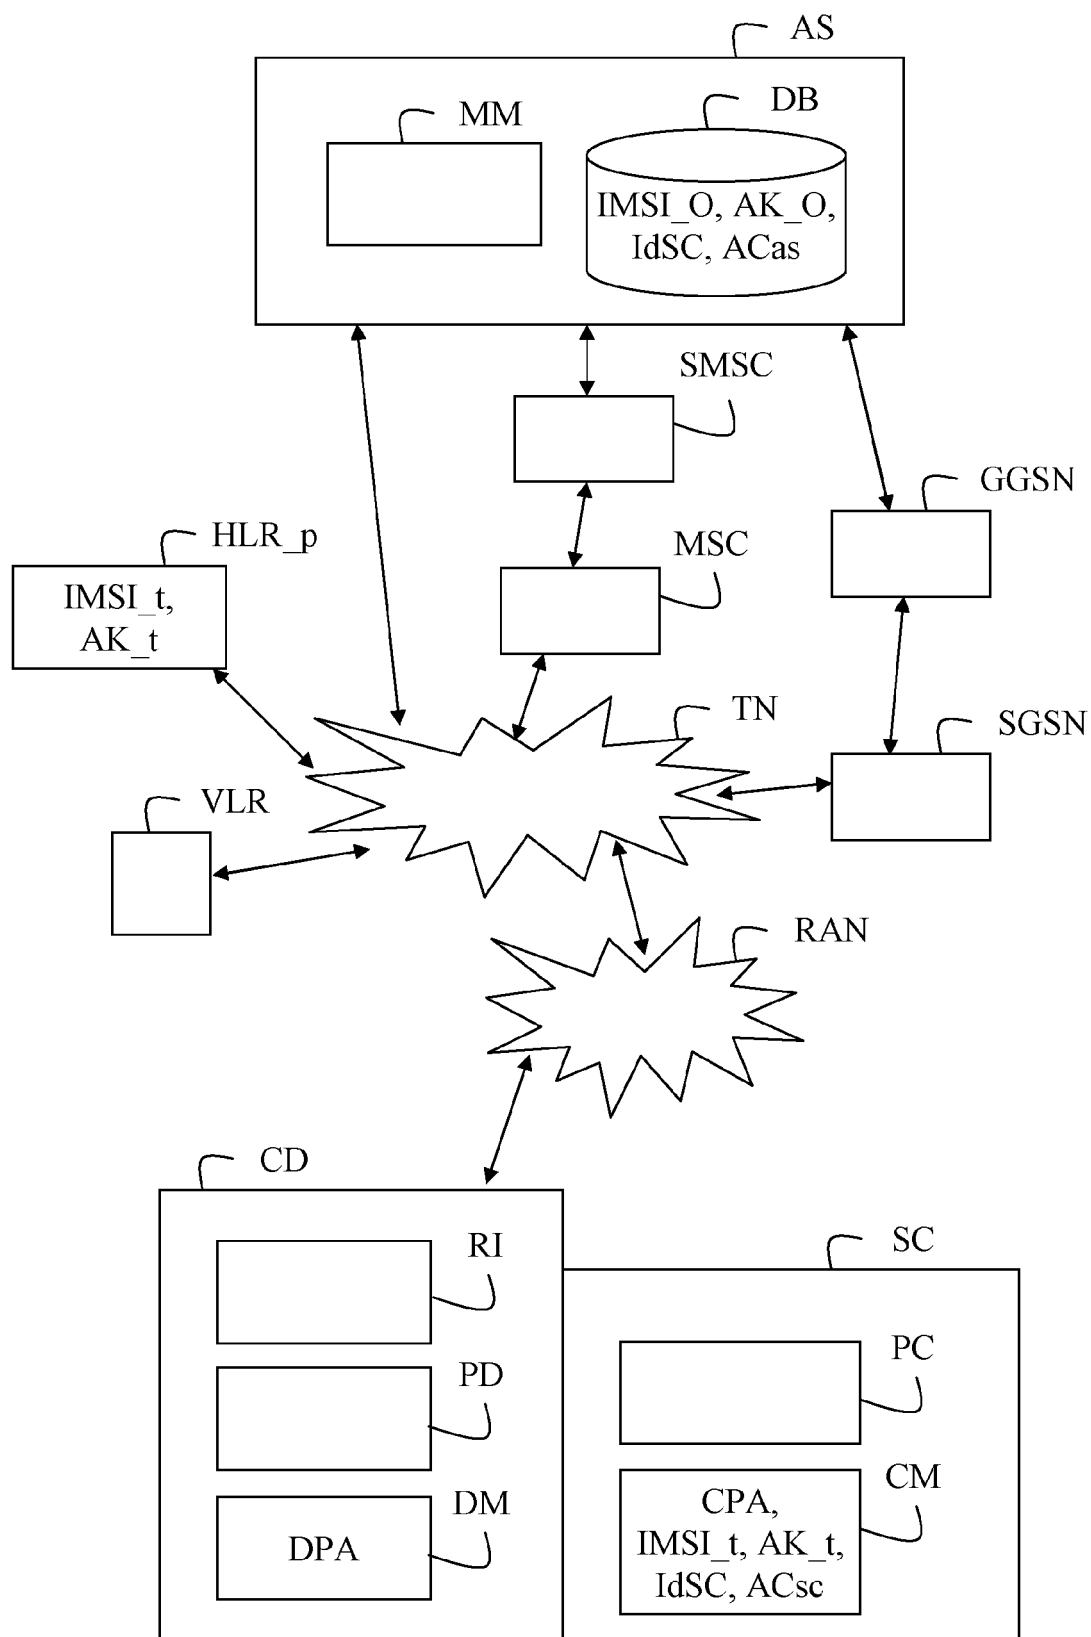 AS
MM
DB
IMSI_O, AK_O,
IdSC, ACas
SMSC
GGSN
HLR_p
MSC
IMSI_t,
AK_t
TN
SGSN
VLR
RAN
CD
SC
RI
PC
PD
CM
DM
DPA
CPA,
IMSI_t, AK_t,
IdSC, ACsc